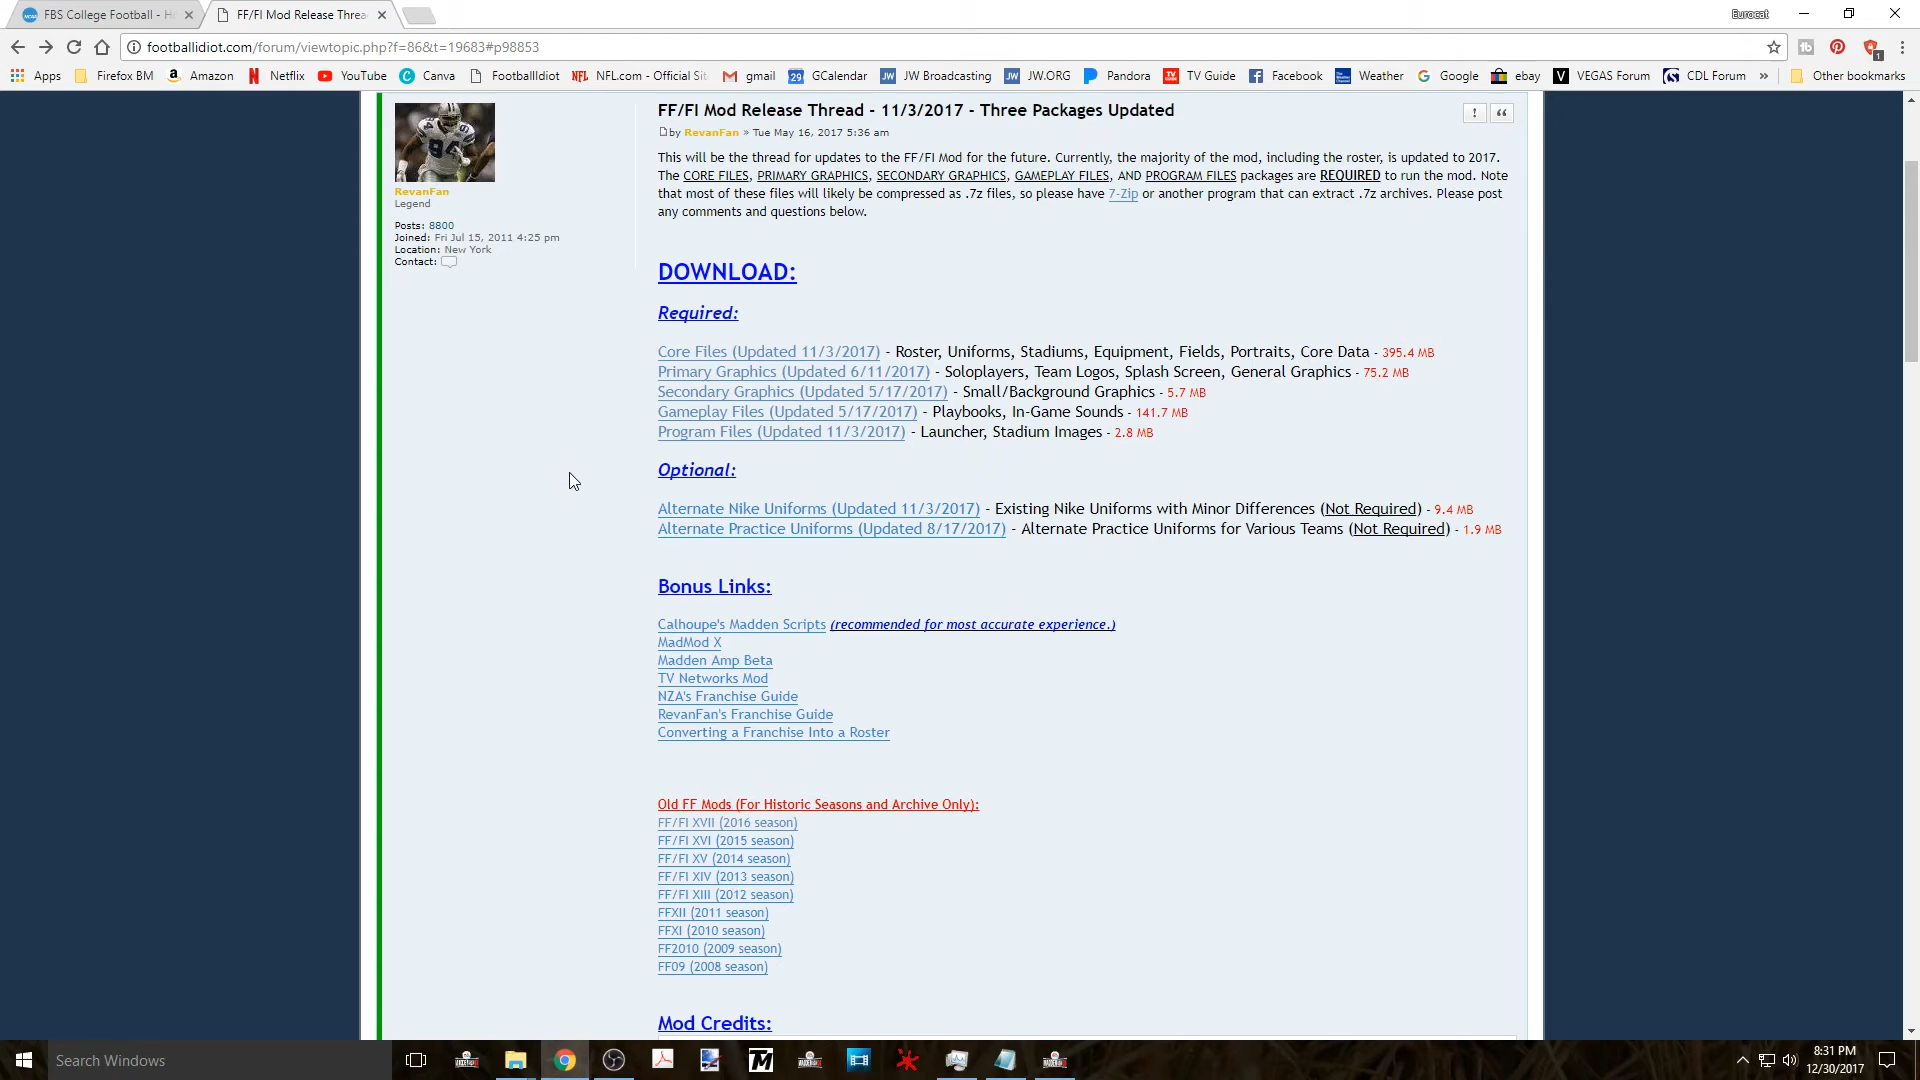 FBS College Football - H
FF/FI Mod Release Threa
Eurocat
footballidiot.com/forum/viewtopic.php?f=86&t=19683#p98853
Apps
Firefox BM
Amazon
Netflix
YouTube
Canva
FootballIdiot
NFL.com - Official Sit
gmail
GCalendar
JW Broadcasting
JW.ORG
Pandora
TV Guide
Facebook
Weather
Google
ebay
VEGAS Forum
CDL Forum
»
Other bookmarks
RevanFan
Legend
Posts: 8800
Joined: Fri Jul 15, 2011 4:25 pm
Location: New York
Contact:
FF/FI Mod Release Thread - 11/3/2017 - Three Packages Updated
by RevanFan » Tue May 16, 2017 5:36 am
This will be the thread for updates to the FF/FI Mod for the future. Currently, the majority of the mod, including the roster, is updated to 2017.
The CORE FILES, PRIMARY GRAPHICS, SECONDARY GRAPHICS, GAMEPLAY FILES, AND PROGRAM FILES packages are REQUIRED to run the mod. Note
that most of these files will likely be compressed as .7z files, so please have 7-Zip or another program that can extract .7z archives. Please post
any comments and questions below.
DOWNLOAD:
Required:
Core Files (Updated 11/3/2017) - Roster, Uniforms, Stadiums, Equipment, Fields, Portraits, Core Data - 395.4 MB
Primary Graphics (Updated 6/11/2017) - Soloplayers, Team Logos, Splash Screen, General Graphics - 75.2 MB
Secondary Graphics (Updated 5/17/2017) - Small/Background Graphics - 5.7 MB
Gameplay Files (Updated 5/17/2017) - Playbooks, In-Game Sounds - 141.7 MB
Program Files (Updated 11/3/2017) - Launcher, Stadium Images - 2.8 MB
Optional:
Alternate Nike Uniforms (Updated 11/3/2017) - Existing Nike Uniforms with Minor Differences (Not Required) - 9.4 MB
Alternate Practice Uniforms (Updated 8/17/2017) - Alternate Practice Uniforms for Various Teams (Not Required) - 1.9 MB
Bonus Links:
Calhoupe's Madden Scripts (recommended for most accurate experience.)
MadMod X
Madden Amp Beta
TV Networks Mod
NZA's Franchise Guide
RevanFan's Franchise Guide
Converting a Franchise Into a Roster
Old FF Mods (For Historic Seasons and Archive Only):
FF/FI XVII (2016 season)
FF/FI XVI (2015 season)
FF/FI XV (2014 season)
FF/FI XIV (2013 season)
FF/FI XIII (2012 season)
FFXII (2011 season)
FFXI (2010 season)
FF2010 (2009 season)
FF09 (2008 season)
Mod Credits:
Search Windows
8:31 PM
12/30/2017